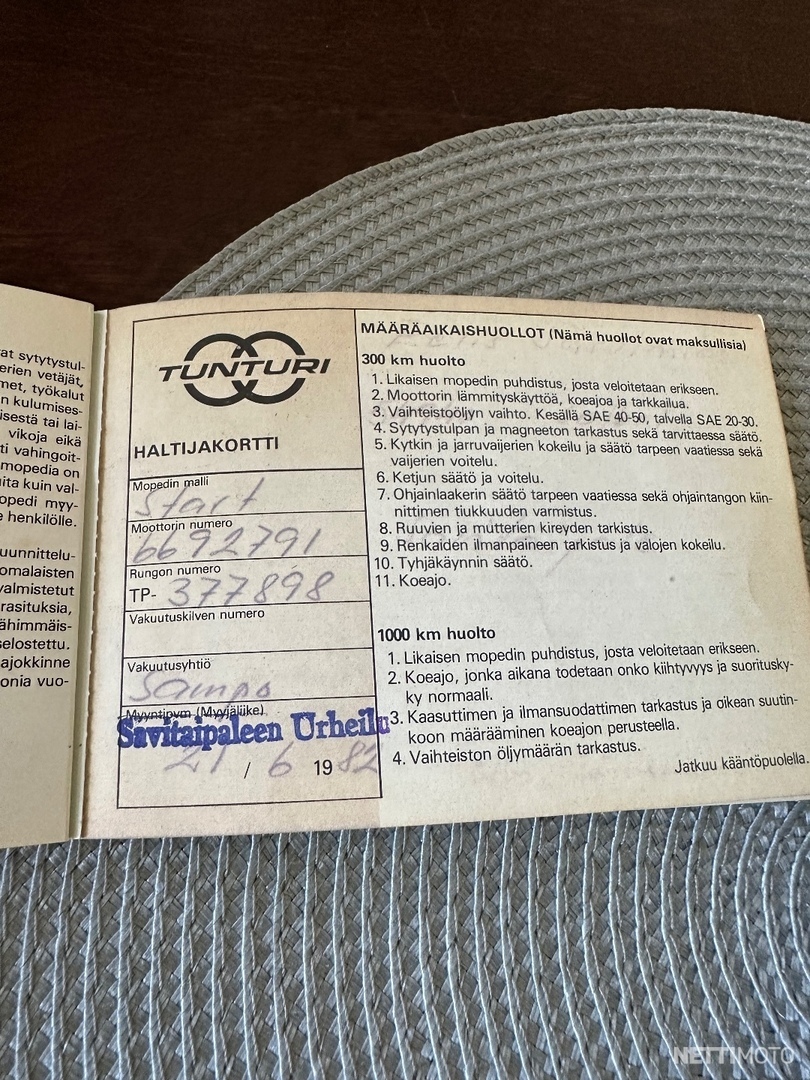 at sytytystul-
erien vetäjät,
met, työkalut
n kulumises-
isestä tai lai-
vikoja eikä
ti vahingoit-
mopedia on
uita kuin val-
opedi myy-
e henkilölle.
uunnittelu-
omalaisten
valmistetut
rasituksia,
ähimmäis-
selostettu.
ajokkinne
onia vuo-
TUNTURI
HALTIJAKORTTI
Mopedin malli
Start
Moottorin numero
6692791
Rungon numero
TP- 377898
Vakuutuskilven numero
Vakuutusyhtiö
Sampo
Myyntipvm (Myyjäliike)
Savitaipaleen Urheilu
21 / 6 1982
MÄÄRÄAIKAISHUOLLOT (Nämä huollot ovat maksullisia)
300 km huolto
1. Likaisen mopedin puhdistus, josta veloitetaan erikseen.
2. Moottorin lämmityskäyttöä, koeajoa ja tarkkailua.
3. Vaihteistoöljyn vaihto. Kesällä SAE 40-50, talvella SAE 20-30.
4. Sytytystulpan ja magneeton tarkastus sekä tarvittaessa säätö.
5. Kytkin ja jarruvaijerien kokeilu ja säätö tarpeen vaatiessa sekä
vaijerien voitelu.
6. Ketjun säätö ja voitelu.
7. Ohjainlaakerin säätö tarpeen vaatiessa sekä ohjaintangon kiin-
nittimen tiukkuuden varmistus.
8. Ruuvien ja mutterien kireyden tarkistus.
9. Renkaiden ilmanpaineen tarkistus ja valojen kokeilu.
10. Tyhjäkäynnin säätö.
11. Koeajo.
1000 km huolto
1. Likaisen mopedin puhdistus, josta veloitetaan erikseen.
2. Koeajo, jonka aikana todetaan onko kiihtyvyys ja suoritusky-
ky normaali.
3. Kaasuttimen ja ilmansuodattimen tarkastus ja oikean suutin-
koon määrääminen koeajon perusteella.
4. Vaihteiston öljymäärän tarkastus.
Jatkuu kääntöpuolella.
NETTIMOTO